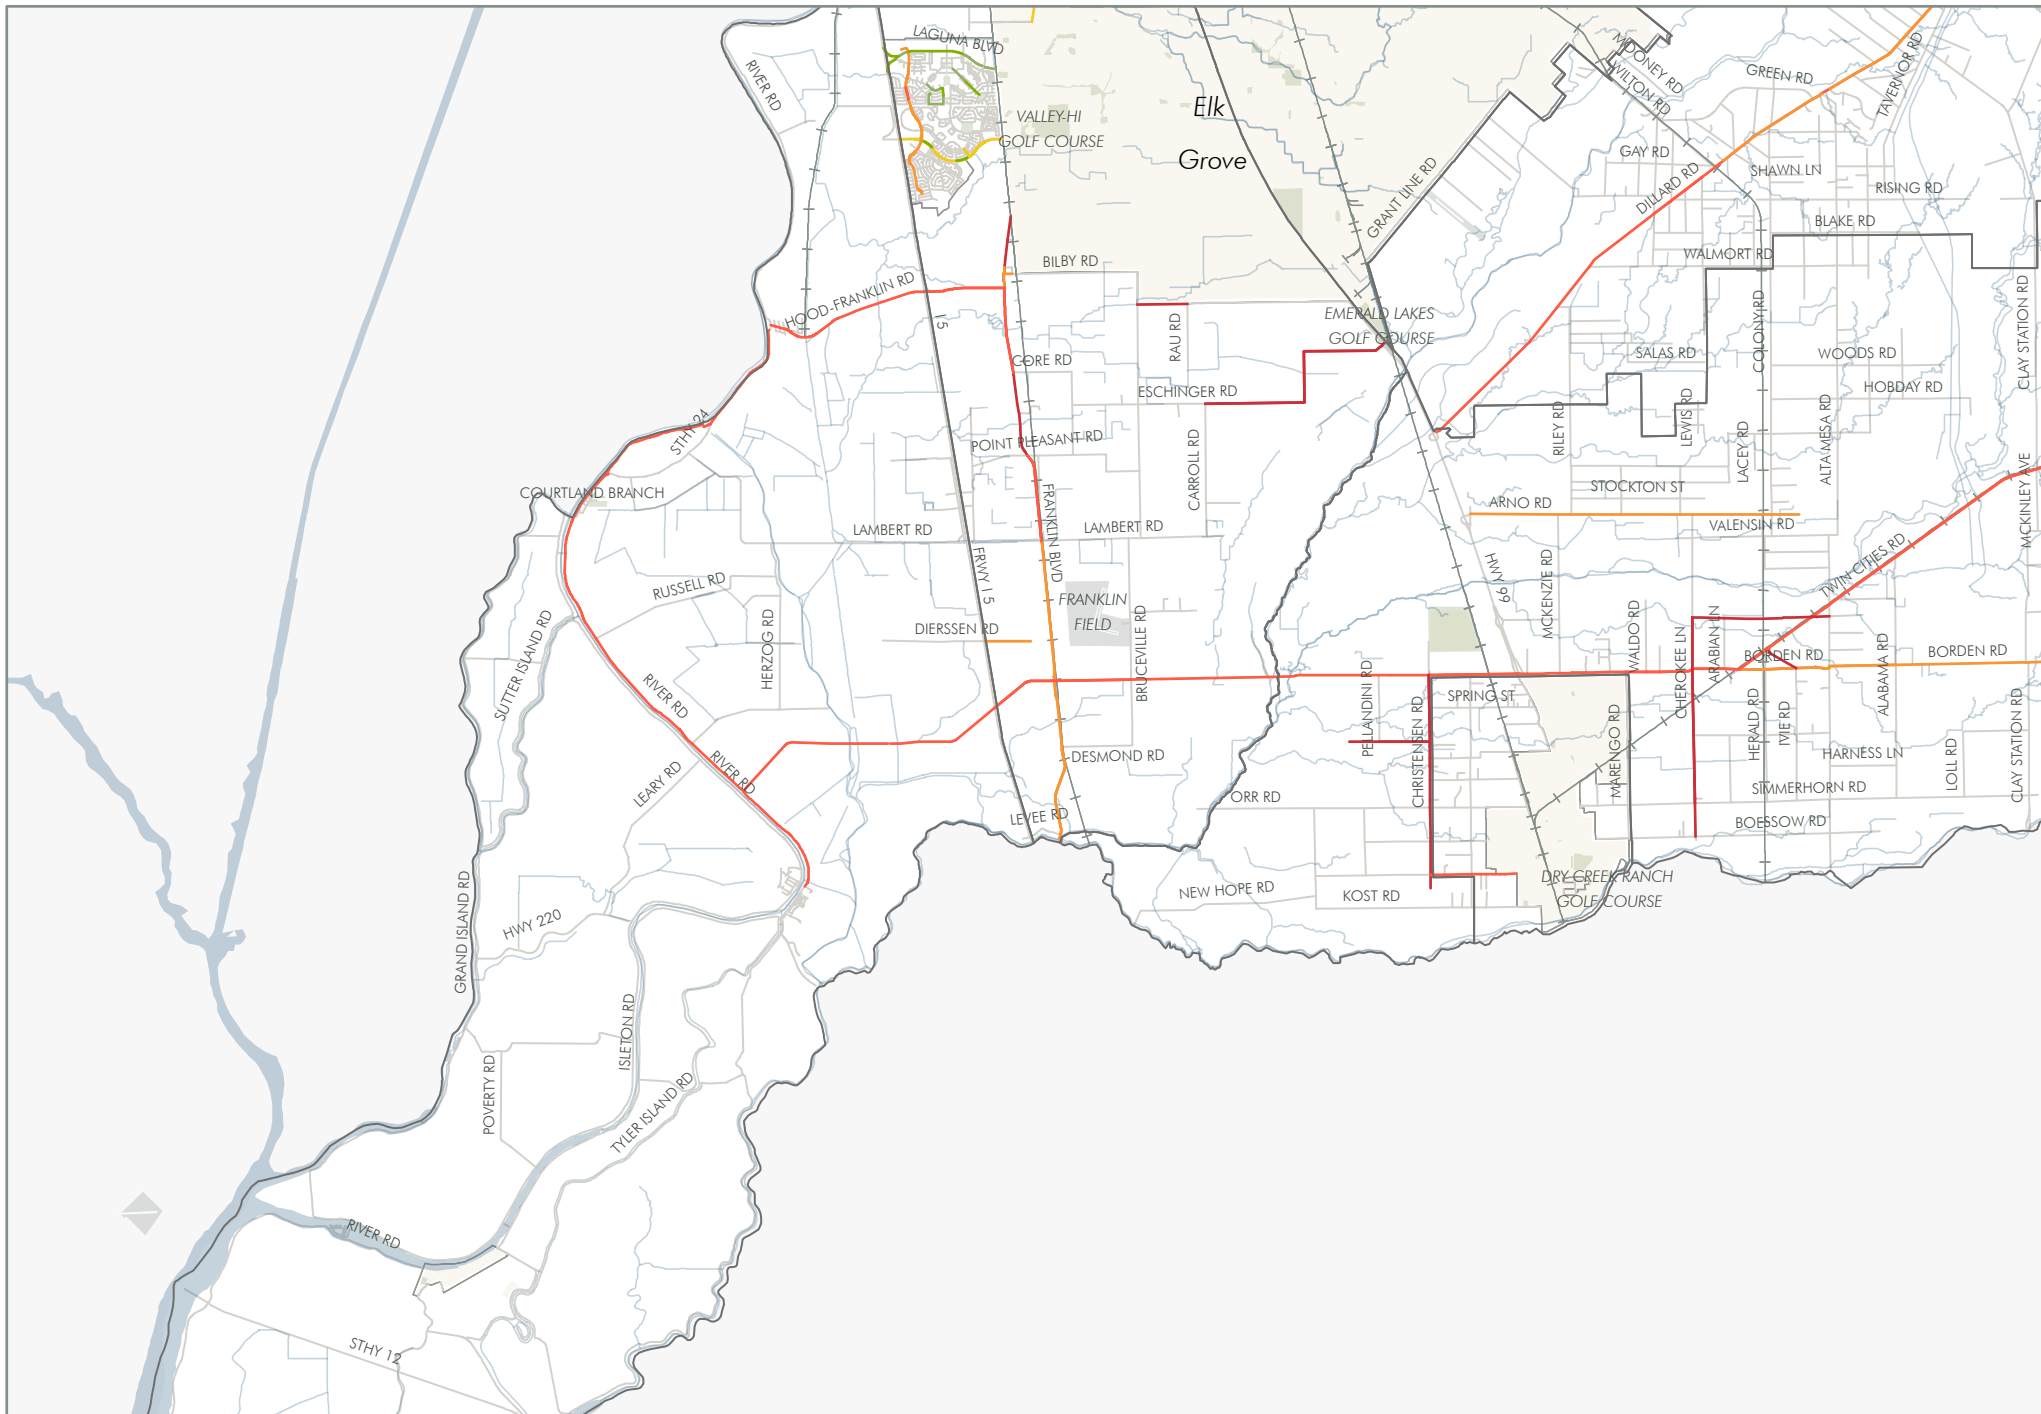 LAGUNA BLVD
RIVER RD
MOONEY RD
WILTON RD
GREEN RD
TAVERNOR RD
Elk
Grove
VALLEY-HI
GOLF COURSE
GAY RD
SHAWN LN
DILLARD RD
RISING RD
GRANT LINE RD
BLAKE RD
WALMORT RD
BILBY RD
HOOD-FRANKLIN RD
I 5
RAU RD
EMERALD LAKES
GOLF COURSE
COLONY RD
CLAY STATION RD
CORE RD
SALAS RD
WOODS RD
ESCHINGER RD
HOBDAY RD
STHY 24
POINT PLEASANT RD
RILEY RD
LEWIS RD
LACEY RD
ALTA MESA RD
CARROLL RD
COURTLAND BRANCH
STOCKTON ST
MCKINLEY AVE
ARNO RD
FRANKLIN BLVD
LAMBERT RD
LAMBERT RD
VALENSIN RD
FRWY I 5
HWY 99
MCKENZIE RD
TWIN CITIES RD
RUSSELL RD
FRANKLIN
FIELD
SUTTER ISLAND RD
HERZOG RD
DIERSSEN RD
BRUCEVILLE RD
WALDO RD
CHEROKEE LN
ARABIAN LN
ALABAMA RD
BORDEN RD
BORDEN RD
RIVER RD
PELLANDINI RD
CHRISTENSEN RD
SPRING ST
MARENGO RD
HERALD RD
IVIE RD
CLAY STATION RD
RIVER RD
DESMOND RD
HARNESS LN
LOLL RD
LEARY RD
ORR RD
SIMMERHORN RD
LEVEE RD
BOESSOW RD
GRAND ISLAND RD
NEW HOPE RD
KOST RD
DRY CREEK RANCH
GOLF COURSE
HWY 220
ISLETON RD
POVERTY RD
TYLER ISLAND RD
RIVER RD
STHY 12